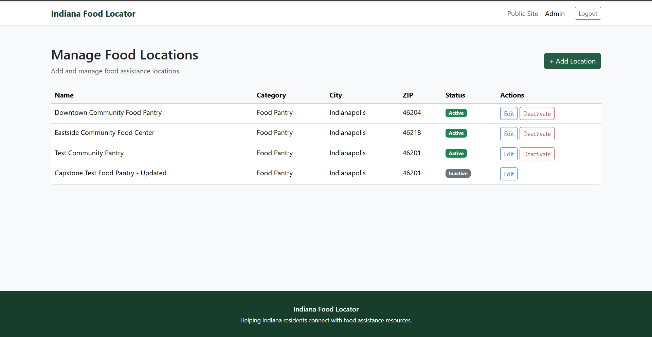 Indiana Food Locator
Public Site Admin Logout
Manage Food Locations
Add and manage food assistance locations
+ Add Location
Name Category City ZIP Status Actions
Downtown Community Food Pantry Food Pantry Indianapolis 46204 Active Edit Deactivate
Eastside Community Food Center Food Pantry Indianapolis 46218 Active Edit Deactivate
Test Community Pantry Food Pantry Indianapolis 46201 Active Edit Deactivate
Capstone Test Food Pantry - Updated Food Pantry Indianapolis 46201 Inactive Edit
Indiana Food Locator
Helping Indiana residents connect with food assistance resources.